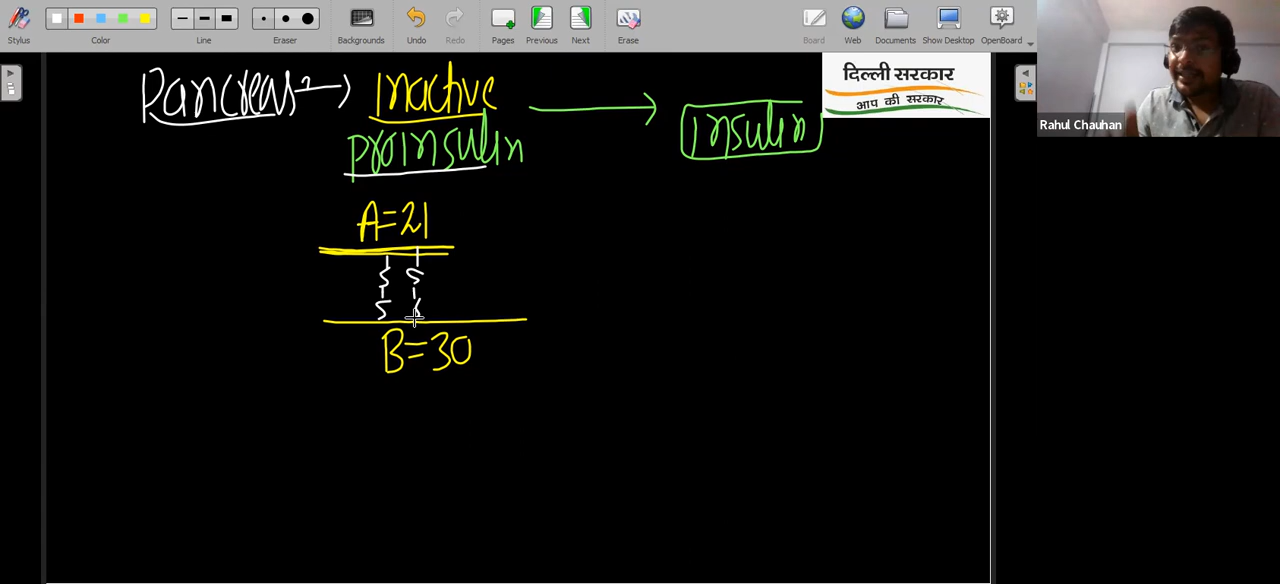 Stylus
Color
Line
Eraser
Backgrounds
Undo
Redo
Pages
Previous
Next
Erase
Board
Web
Documents
Show Desktop
OpenBoard
Pancreas → Inactive → Insulin
proinsulin
दिल्ली सरकार
आप की सरकार
Rahul Chauhan
A=21
S S
S S
B=30